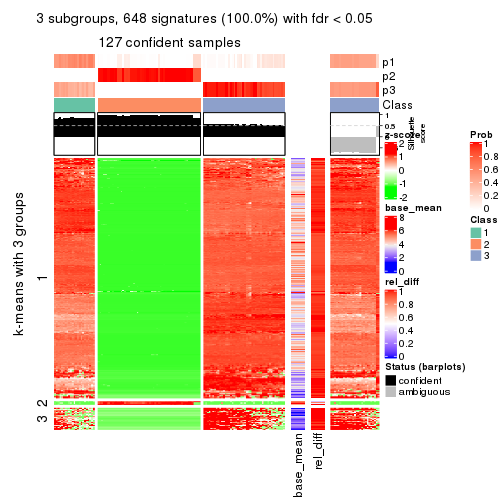 3 subgroups, 648 signatures (100.0%) with fdr < 0.05
127 confident samples
p1
p2
p3
Class
1
0.5
0
Silhouette score
z-score
2
1
0
-1
-2
base_mean
8
6
4
2
0
rel_diff
1
0.8
0.6
0.4
0.2
0
Status (barplots)
confident
ambiguous
Prob
1
0.8
0.6
0.4
0.2
0
Class
1
2
3
k-means with 3 groups
1
2
3
base_mean
rel_diff